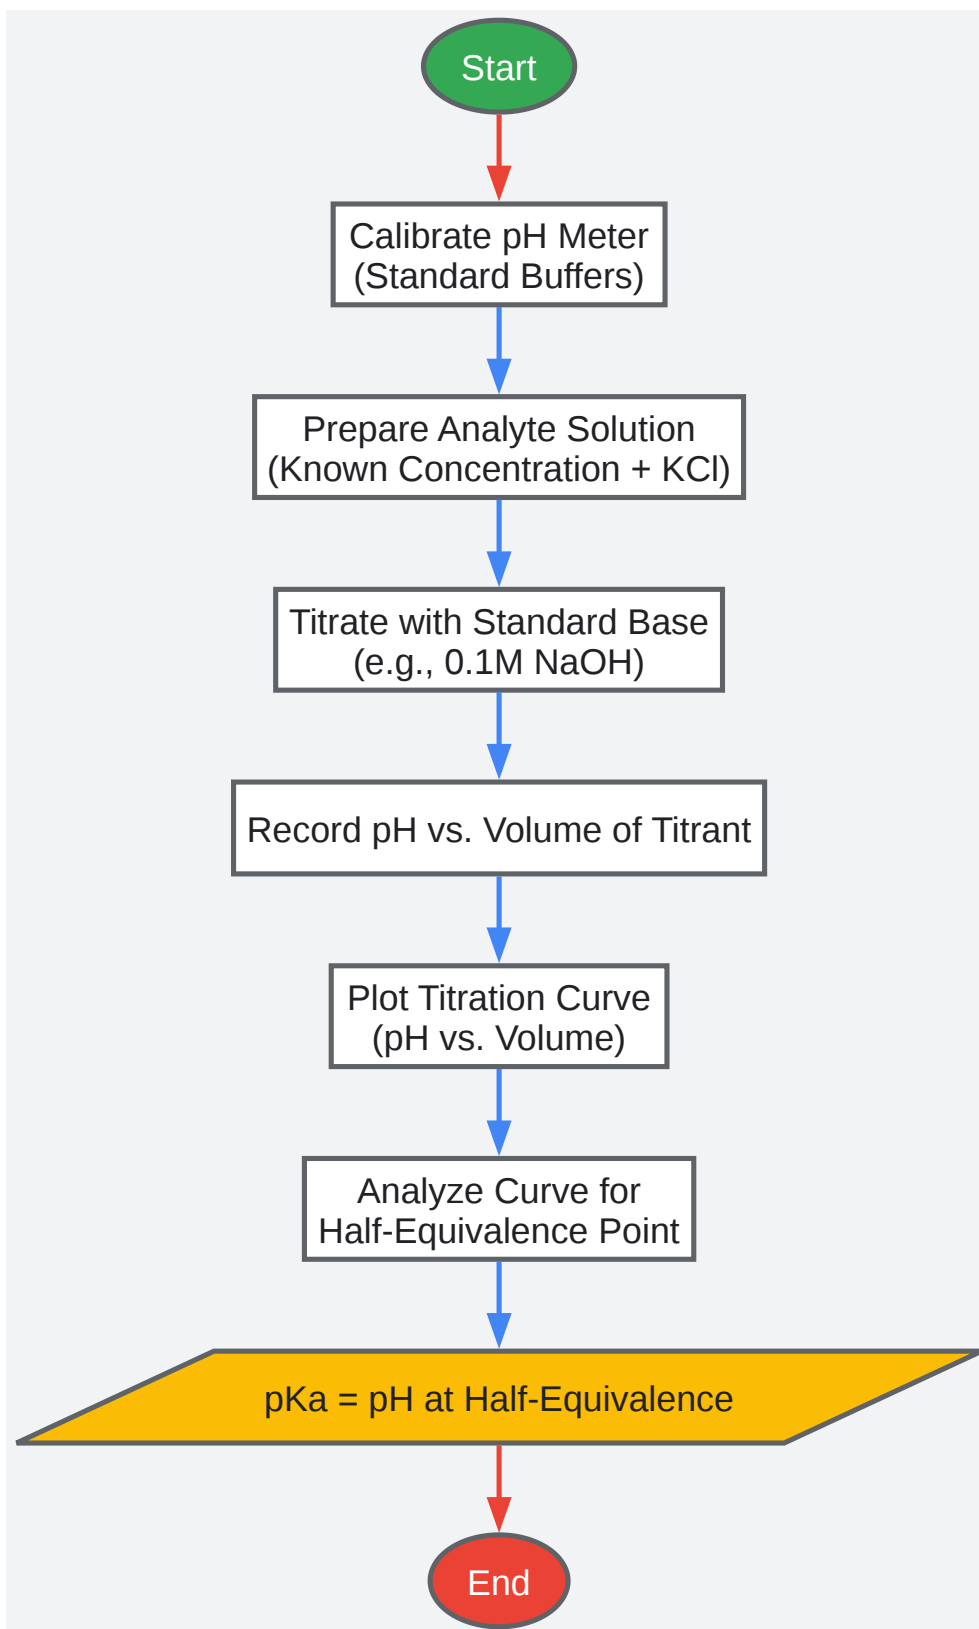 Start
Calibrate pH Meter
(Standard Buffers)
Prepare Analyte Solution
(Known Concentration + KCl)
Titrate with Standard Base
(e.g., 0.1M NaOH)
Record pH vs. Volume of Titrant
Plot Titration Curve
(pH vs. Volume)
Analyze Curve for
Half-Equivalence Point
pKa = pH at Half-Equivalence
End